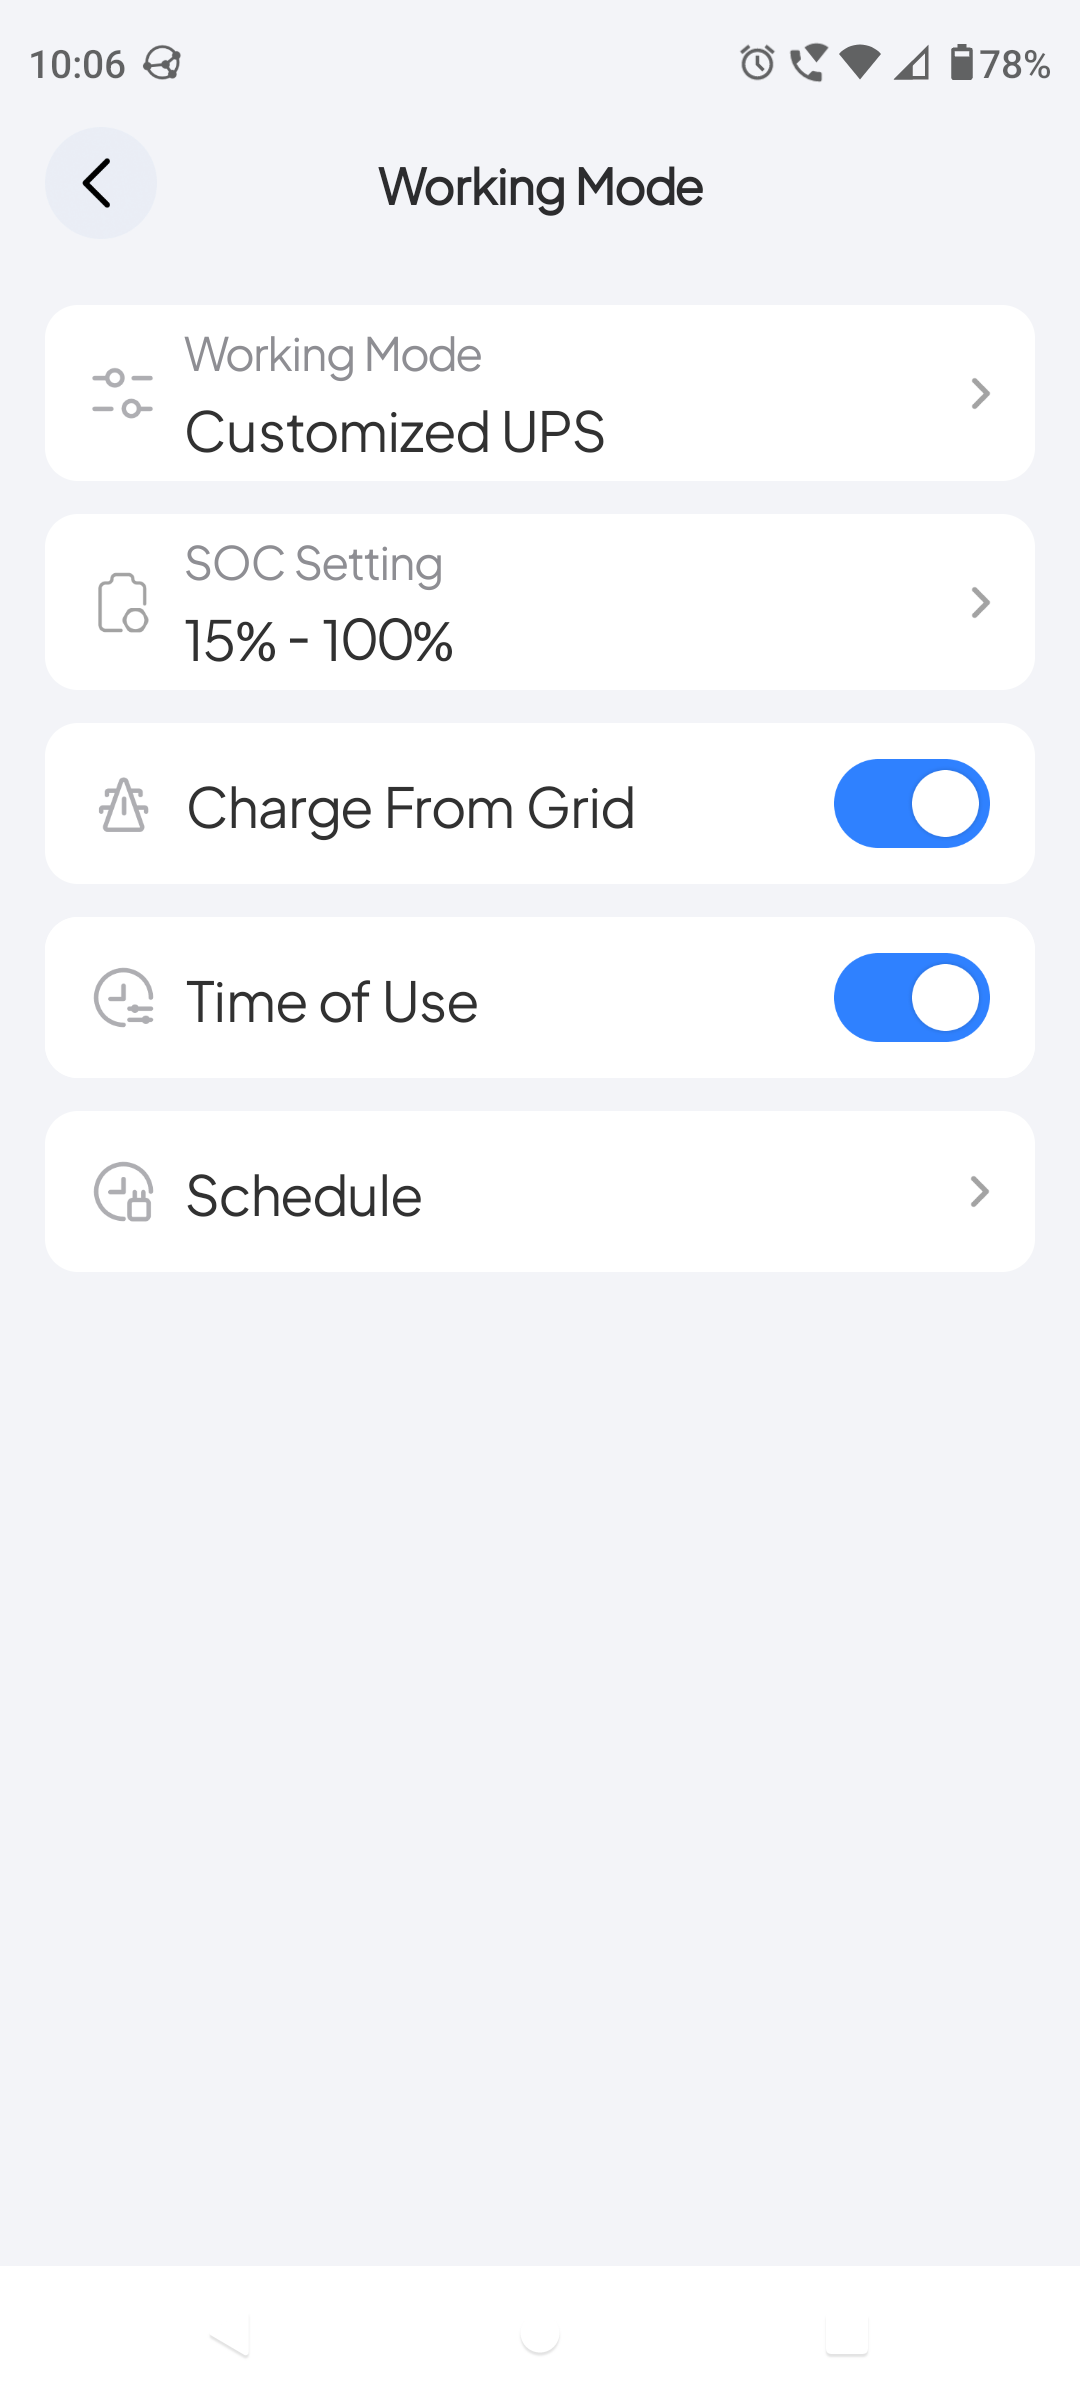 10:06
78%
Working Mode
Working Mode
Customized UPS
SOC Setting
15% - 100%
Charge From Grid
Time of Use
Schedule